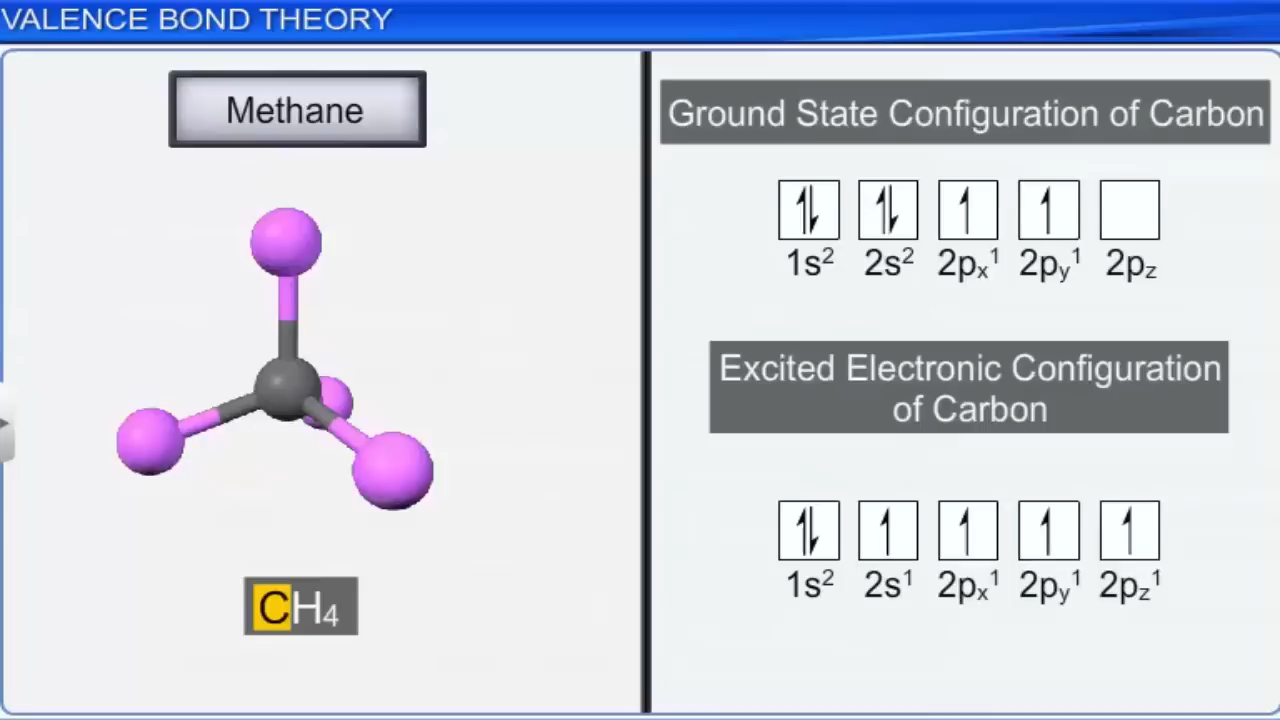 VALENCE BOND THEORY
Methane
CH₄
Ground State Configuration of Carbon
1s² 2s² 2pₓ¹ 2pᵧ¹ 2p_z
Excited Electronic Configuration
of Carbon
1s² 2s¹ 2pₓ¹ 2pᵧ¹ 2p_z¹